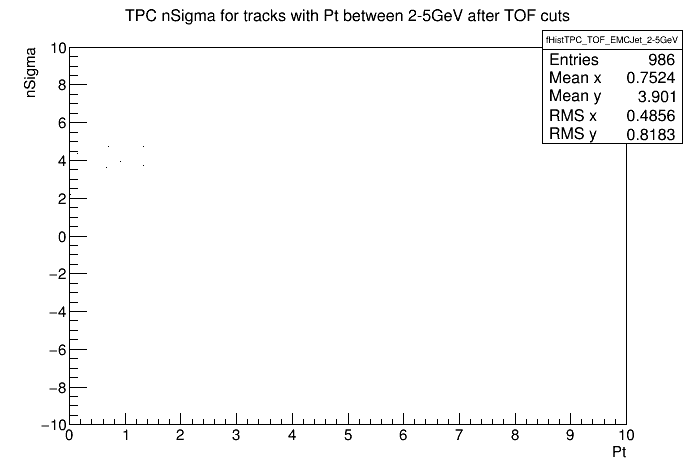 TPC nSigma for tracks with Pt between 2-5GeV after TOF cuts
fHistTPC_TOF_EMCJet_2-5GeV
Entries 986
Mean x 0.7524
Mean y 3.901
RMS x 0.4856
RMS y 0.8183
nSigma
10
8
6
4
2
0
−2
−4
−6
−8
−10
0 1 2 3 4 5 6 7 8 9 10
Pt